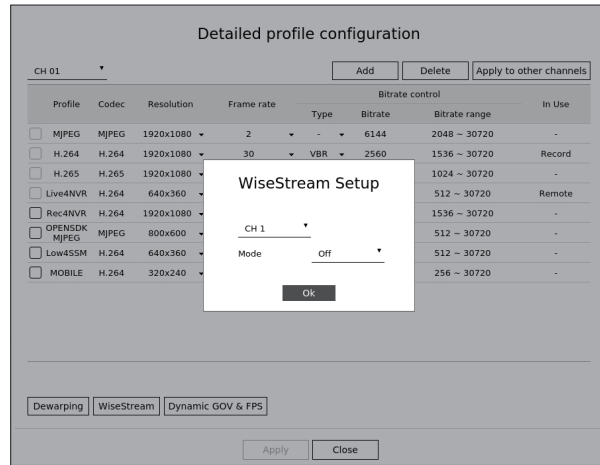 Detailed profile configuration
CH 01 ▼ Add Delete Apply to other channels
Profile Codec Resolution Frame rate Bitrate control In Use
Type Bitrate Bitrate range
MJPEG MJPEG 1920x1080 2 - 6144 2048 ~ 30720 -
H.264 H.264 1920x1080 30 VBR 2560 1536 ~ 30720 Record
H.265 H.265 1920x1080 1024 ~ 30720 -
Live4NVR H.264 640x360 512 ~ 30720 Remote
Rec4NVR H.264 1920x1080 1536 ~ 30720 -
OPENSDK MJPEG MJPEG 800x600 512 ~ 30720 -
Low4SSM H.264 640x360 512 ~ 30720 -
MOBILE H.264 320x240 256 ~ 30720 -
WiseStream Setup
CH 1
Mode Off
Ok
Dewarping WiseStream Dynamic GOV & FPS
Apply Close